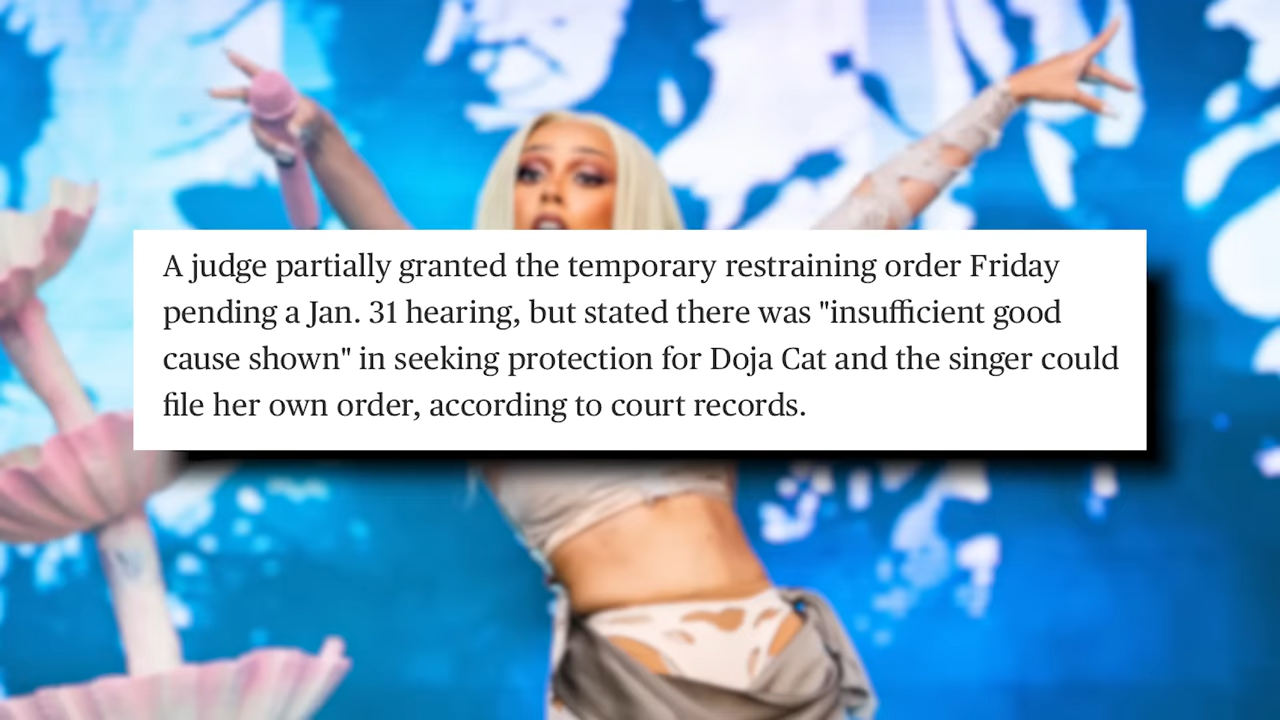 A judge partially granted the temporary restraining order Friday
pending a Jan. 31 hearing, but stated there was "insufficient good
cause shown" in seeking protection for Doja Cat and the singer could
file her own order, according to court records.